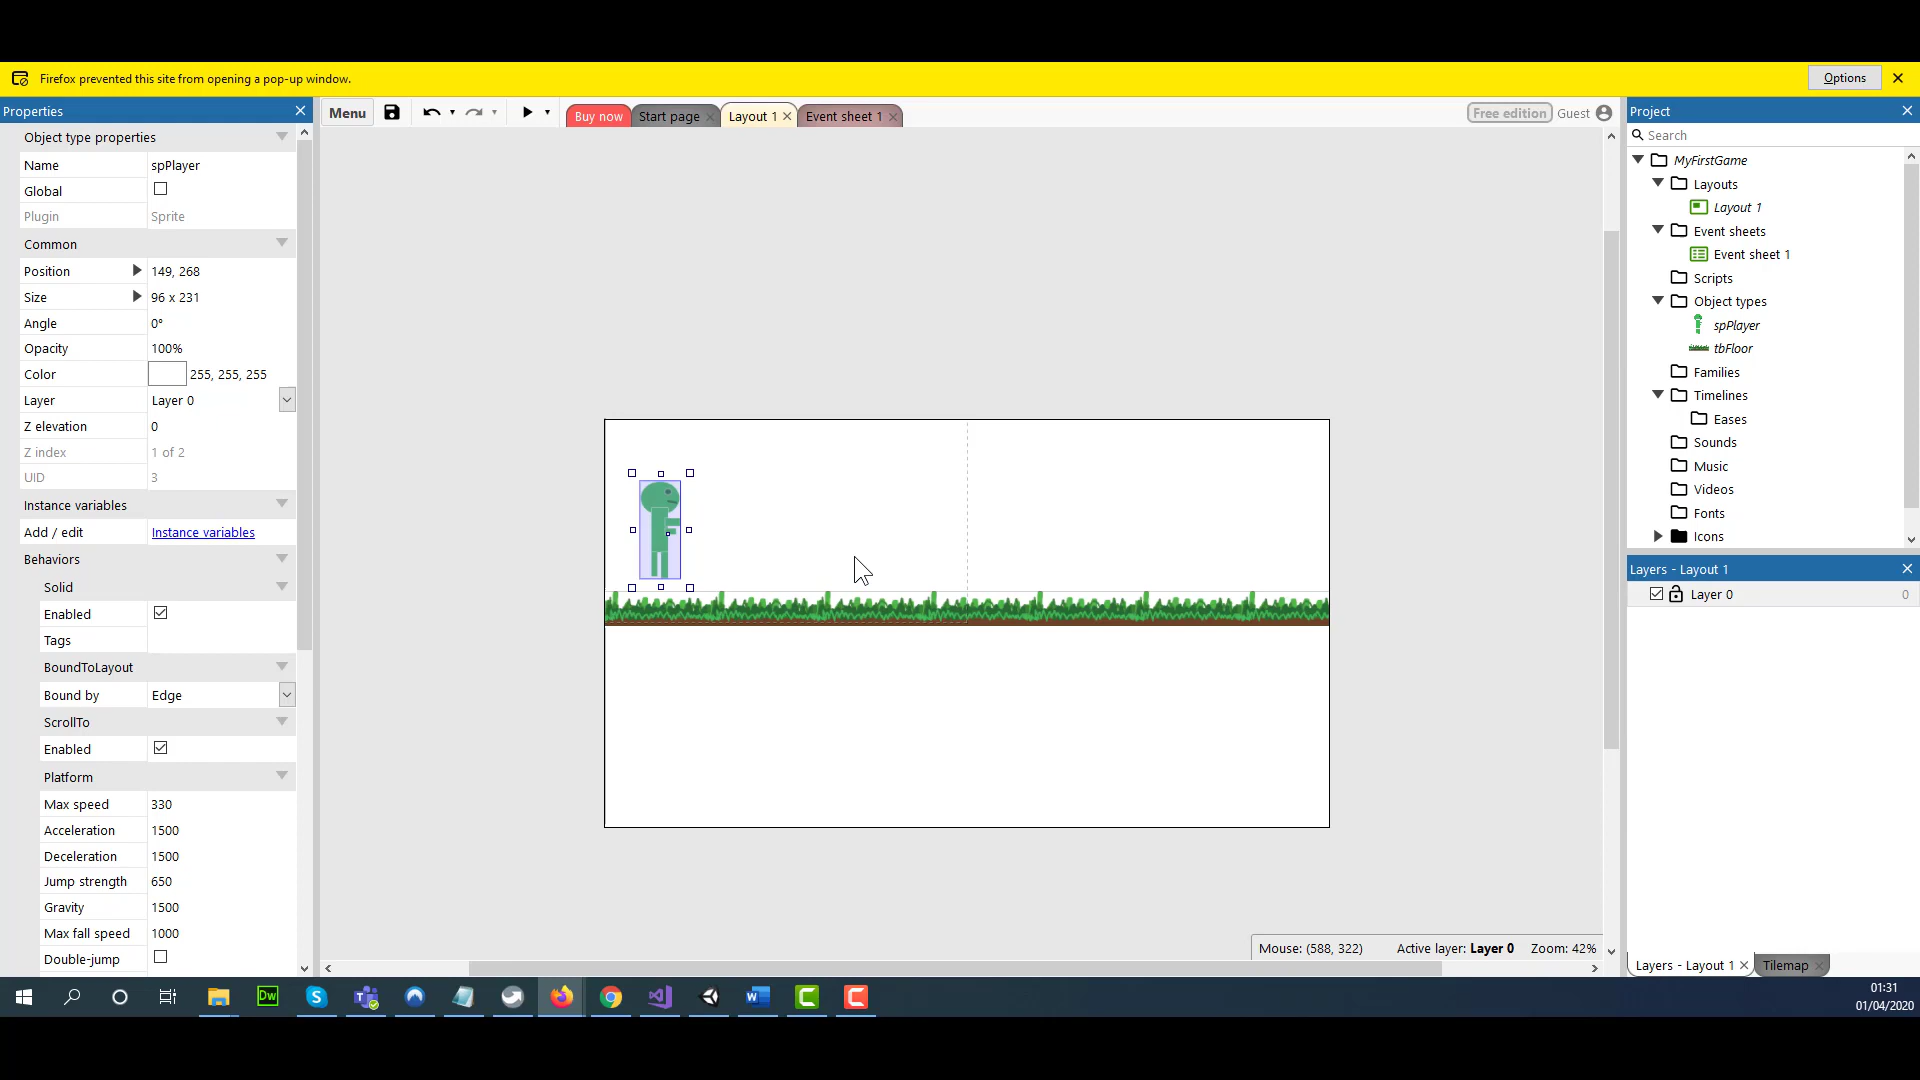 Firefox prevented this site from opening a pop-up window.
Options
Properties
Menu
Buy now
Start page
Layout 1
Event sheet 1
Free edition
Guest
Project
Object type properties
Name spPlayer
Global
Plugin Sprite
Common
Position 149, 268
Size 96 x 231
Angle 0°
Opacity 100%
Color 255, 255, 255
Layer Layer 0
Z elevation 0
Z index 1 of 2
UID 3
Instance variables
Add / edit Instance variables
Behaviors
Solid
Enabled
Tags
BoundToLayout
Bound by Edge
ScrollTo
Enabled
Platform
Max speed 330
Acceleration 1500
Deceleration 1500
Jump strength 650
Gravity 1500
Max fall speed 1000
Double-jump
Search
MyFirstGame
Layouts
Layout 1
Event sheets
Event sheet 1
Scripts
Object types
spPlayer
tbFloor
Families
Timelines
Eases
Sounds
Music
Videos
Fonts
Icons
Layers - Layout 1
Layer 0 0
Mouse: (588, 322) Active layer: Layer 0 Zoom: 42%
Layers - Layout 1
Tilemap
Dw
01:31
01/04/2020